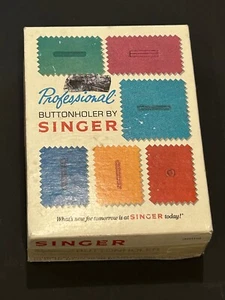 Professional
BUTTONHOLER BY
SINGER
What's new for tomorrow is at SINGER today!*
SINGER